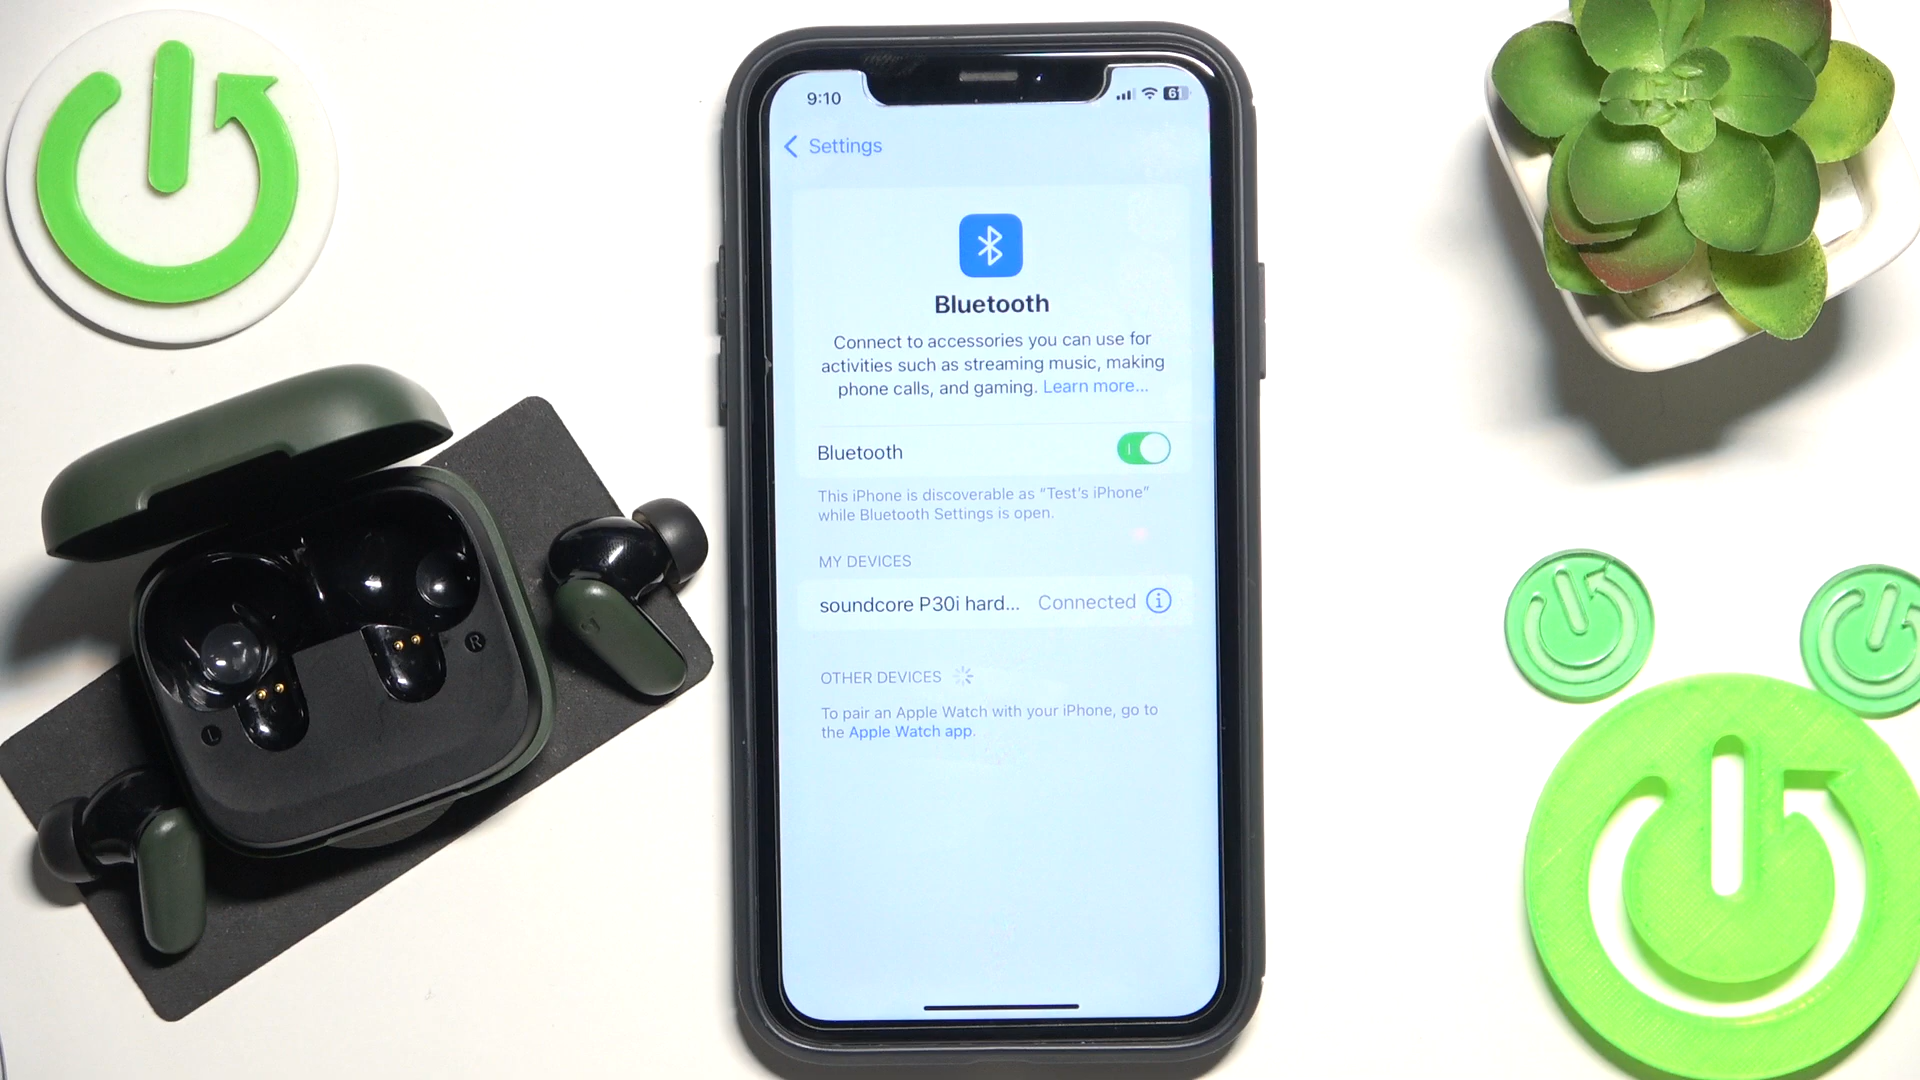 9:10
61
Settings
Bluetooth
Connect to accessories you can use for
activities such as streaming music, making
phone calls, and gaming. Learn more...
Bluetooth
This iPhone is discoverable as “Test's iPhone”
while Bluetooth Settings is open.
MY DEVICES
soundcore P30i hard... Connected
OTHER DEVICES
To pair an Apple Watch with your iPhone, go to
the Apple Watch app.
R
L